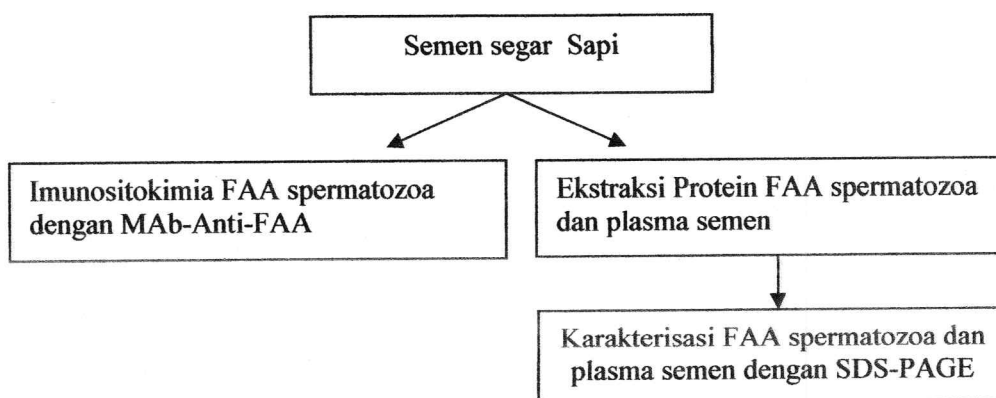 Semen segar Sapi
Imunositokimia FAA spermatozoa
dengan MAb-Anti-FAA
Ekstraksi Protein FAA spermatozoa
dan plasma semen
Karakterisasi FAA spermatozoa dan
plasma semen dengan SDS-PAGE